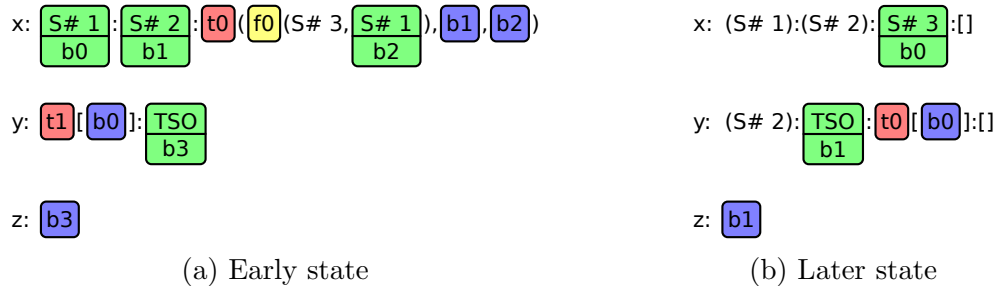 x: S# 1 b0 : S# 2 b1 : t0 ( f0 (S# 3, S# 1 b2 ), b1 , b2 )
y: t1 [ b0 ]: TSO b3
z: b3
(a) Early state
x: (S# 1):(S# 2): S# 3 b0 :[]
y: (S# 2): TSO b1 : t0 [ b0 ]:[]
z: b1
(b) Later state